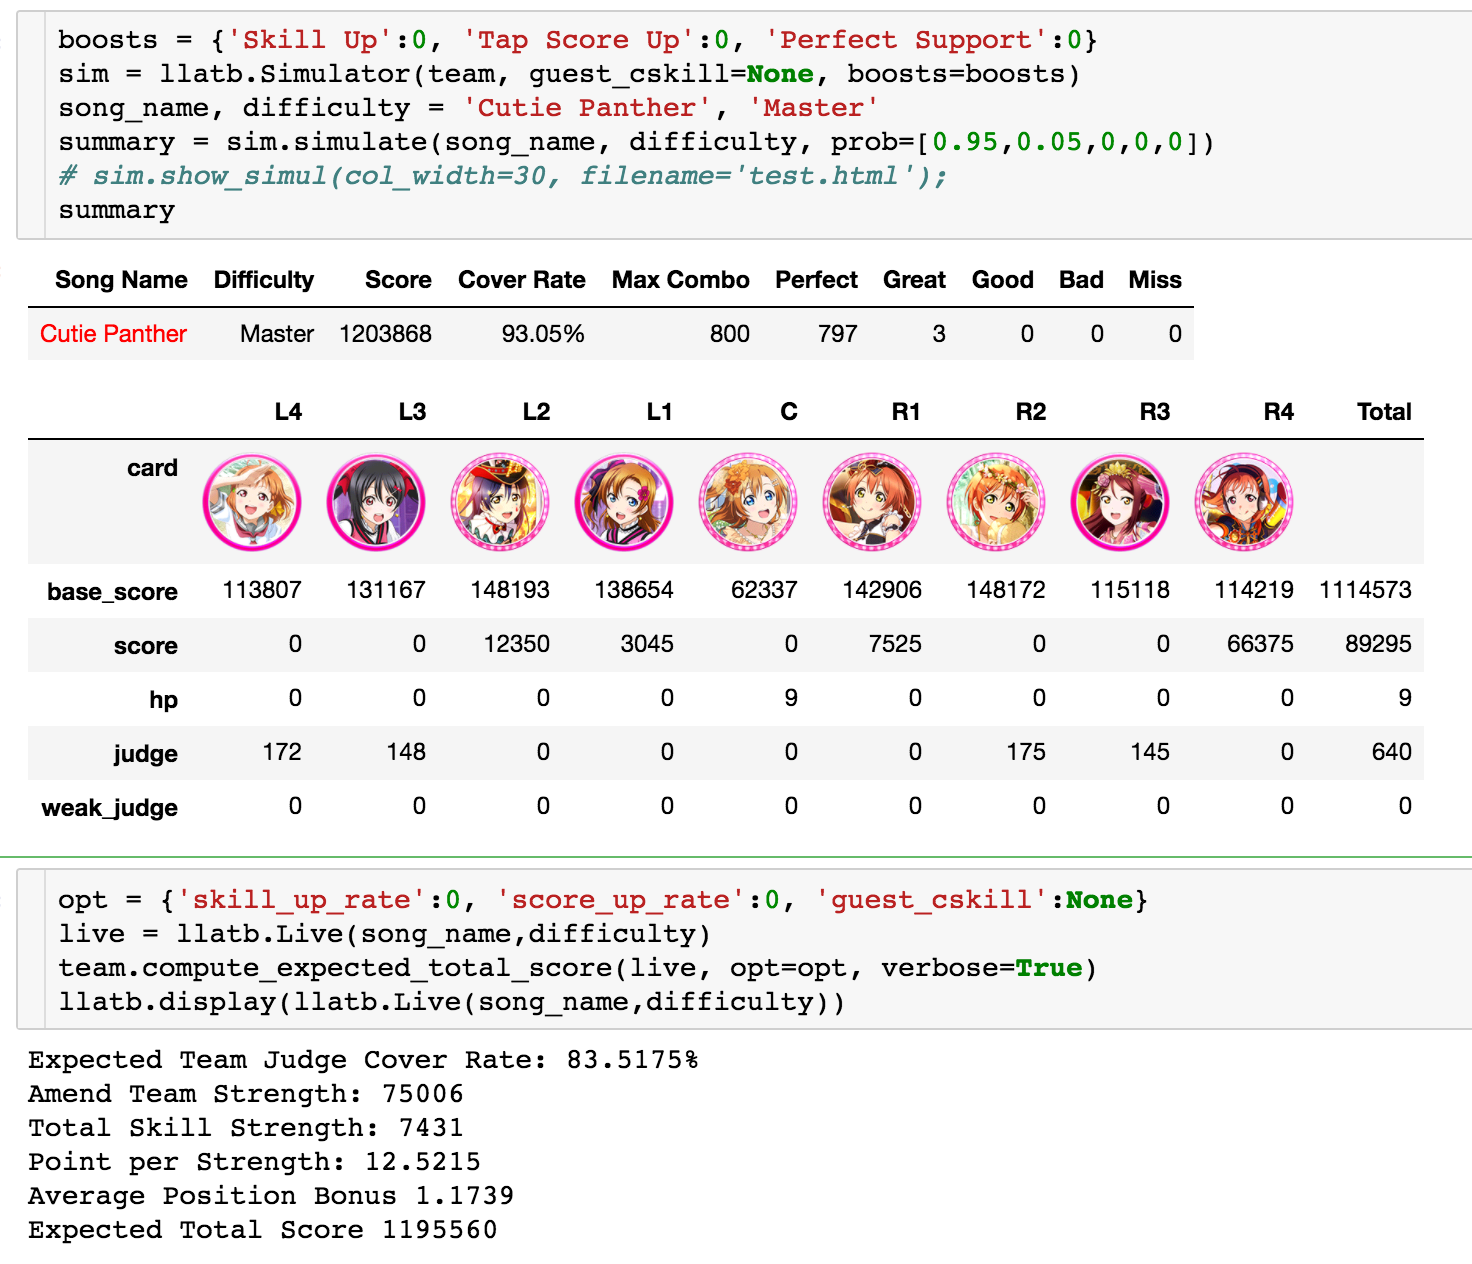 boosts = {'Skill Up':0, 'Tap Score Up':0, 'Perfect Support':0}
sim = llatb.Simulator(team, guest_cskill=None, boosts=boosts)
song_name, difficulty = 'Cutie Panther', 'Master'
summary = sim.simulate(song_name, difficulty, prob=[0.95,0.05,0,0,0])
# sim.show_simul(col_width=30, filename='test.html');
summary
Song Name Difficulty Score Cover Rate Max Combo Perfect Great Good Bad Miss
Cutie Panther Master 1203868 93.05% 800 797 3 0 0 0
L4 L3 L2 L1 C R1 R2 R3 R4 Total
card
base_score 113807 131167 148193 138654 62337 142906 148172 115118 114219 1114573
score 0 0 12350 3045 0 7525 0 0 66375 89295
hp 0 0 0 0 9 0 0 0 0 9
judge 172 148 0 0 0 0 175 145 0 640
weak_judge 0 0 0 0 0 0 0 0 0 0
opt = {'skill_up_rate':0, 'score_up_rate':0, 'guest_cskill':None}
live = llatb.Live(song_name,difficulty)
team.compute_expected_total_score(live, opt=opt, verbose=True)
llatb.display(llatb.Live(song_name,difficulty))
Expected Team Judge Cover Rate: 83.5175%
Amend Team Strength: 75006
Total Skill Strength: 7431
Point per Strength: 12.5215
Average Position Bonus 1.1739
Expected Total Score 1195560